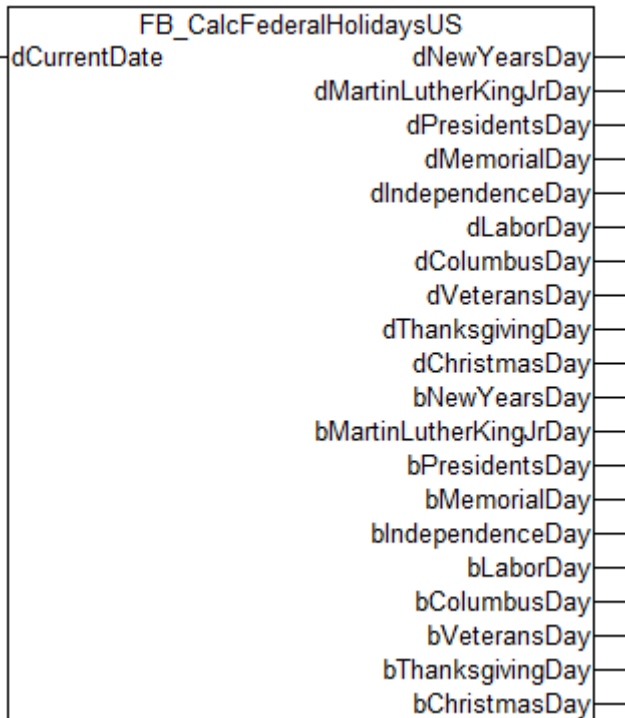 FB_CalcFederalHolidaysUS
dCurrentDate dNewYearsDay
dMartinLutherKingJrDay
dPresidentsDay
dMemorialDay
dIndependenceDay
dLaborDay
dColumbusDay
dVeteransDay
dThanksgivingDay
dChristmasDay
bNewYearsDay
bMartinLutherKingJrDay
bPresidentsDay
bMemorialDay
bIndependenceDay
bLaborDay
bColumbusDay
bVeteransDay
bThanksgivingDay
bChristmasDay